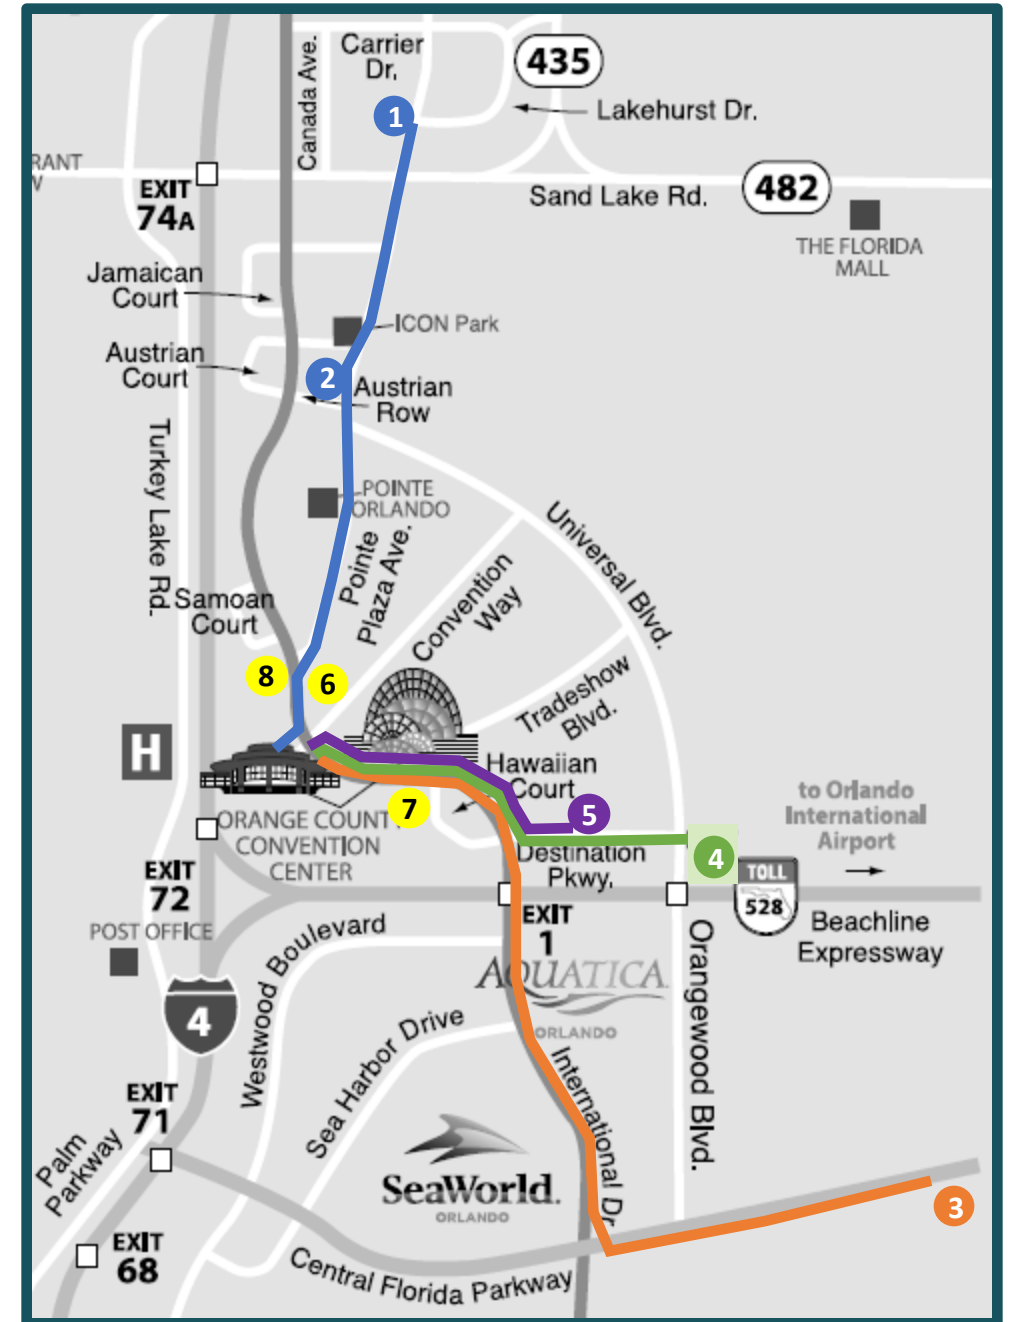 Canada Ave.
Carrier
Dr.
435
1
Lakehurst Dr.
RANT
EXIT
74A
Sand Lake Rd.
482
THE FLORIDA
MALL
Jamaican
Court
ICON Park
Austrian
Court
2
Austrian
Row
Turkey Lake Rd.
POINTE
ORLANDO
Pointe
Plaza Ave.
Convention
Way
Universal Blvd.
Samoan
Court
8
6
Tradeshow
Blvd.
H
Hawaiian
Court
7
5
to Orlando
International
Airport
ORANGE COUNTY
CONVENTION
CENTER
Destination
Pkwy.
4
TOLL
528
EXIT
72
EXIT
1
Beachline
Expressway
POST OFFICE
Westwood Boulevard
AQUATICA
ORLANDO
Orangewood Blvd.
4
Sea Harbor Drive
International Dr
EXIT
71
Palm
Parkway
SeaWorld.
ORLANDO
3
EXIT
68
Central Florida Parkway